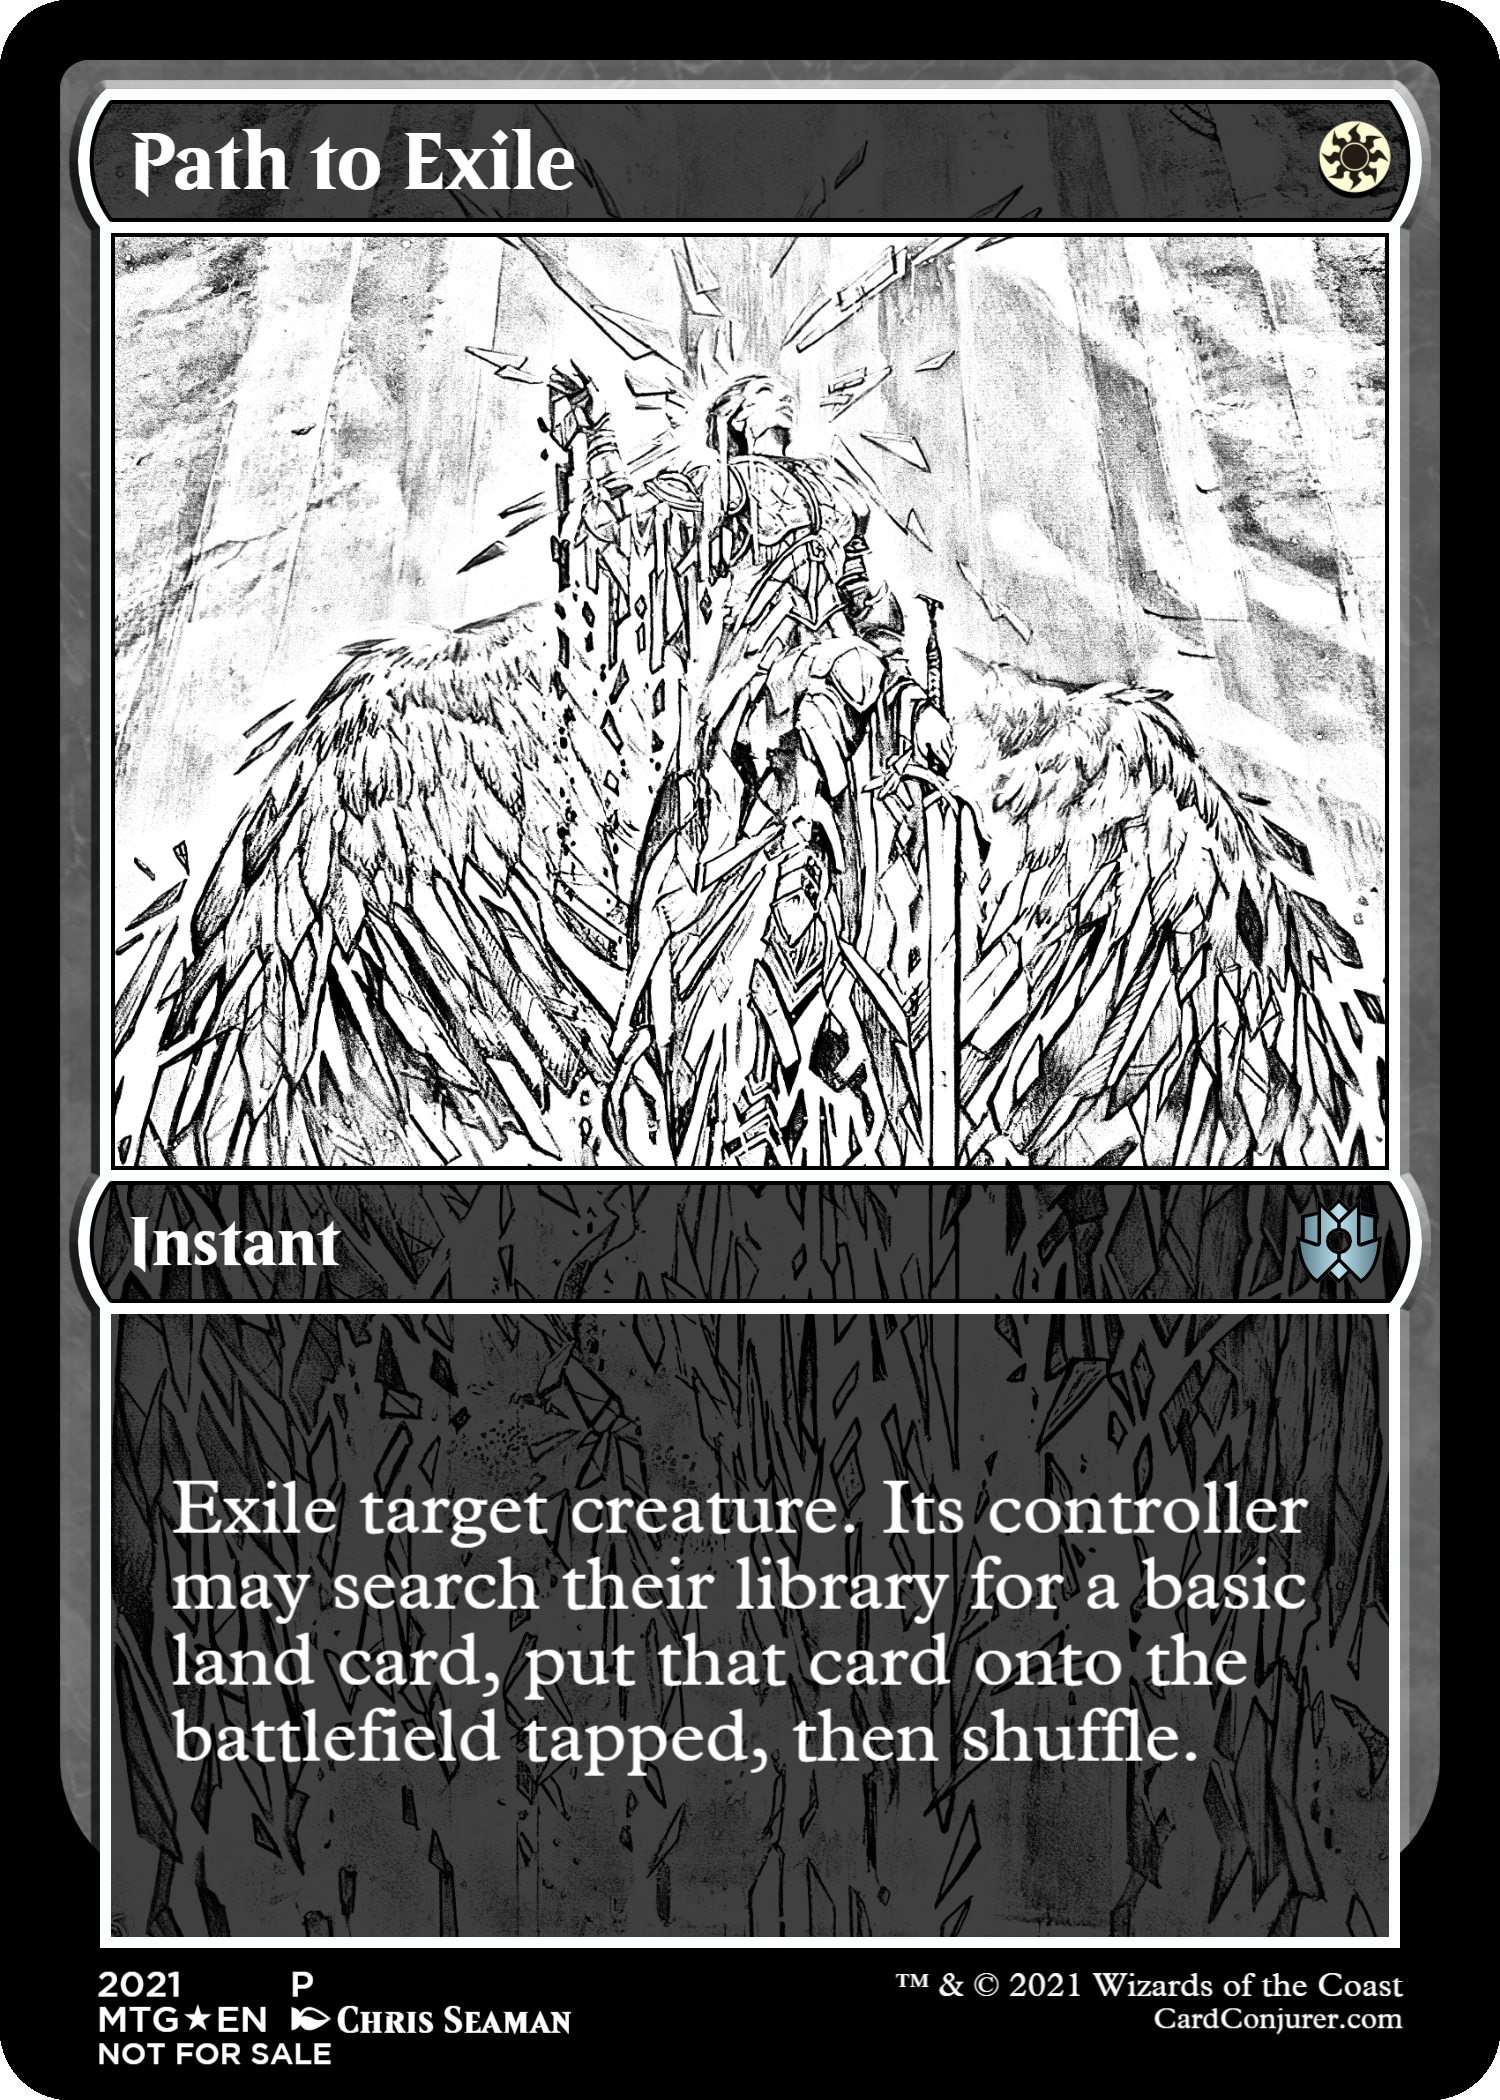 Path to Exile
Instant
Exile target creature. Its controller
may search their library for a basic
land card, put that card onto the
battlefield tapped, then shuffle.
2021 P
MTG★EN CHRIS SEAMAN
NOT FOR SALE
™ & © 2021 Wizards of the Coast
CardConjurer.com